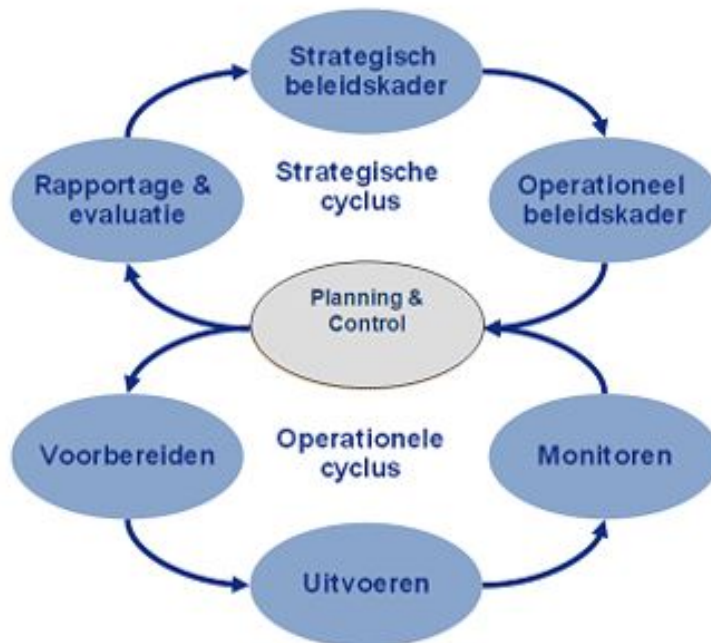 Strategisch
beleidskader
Rapportage &
evaluatie
Strategische
cyclus
Operationeel
beleidskader
Planning &
Control
Voorbereiden
Operationele
cyclus
Monitoren
Uitvoeren